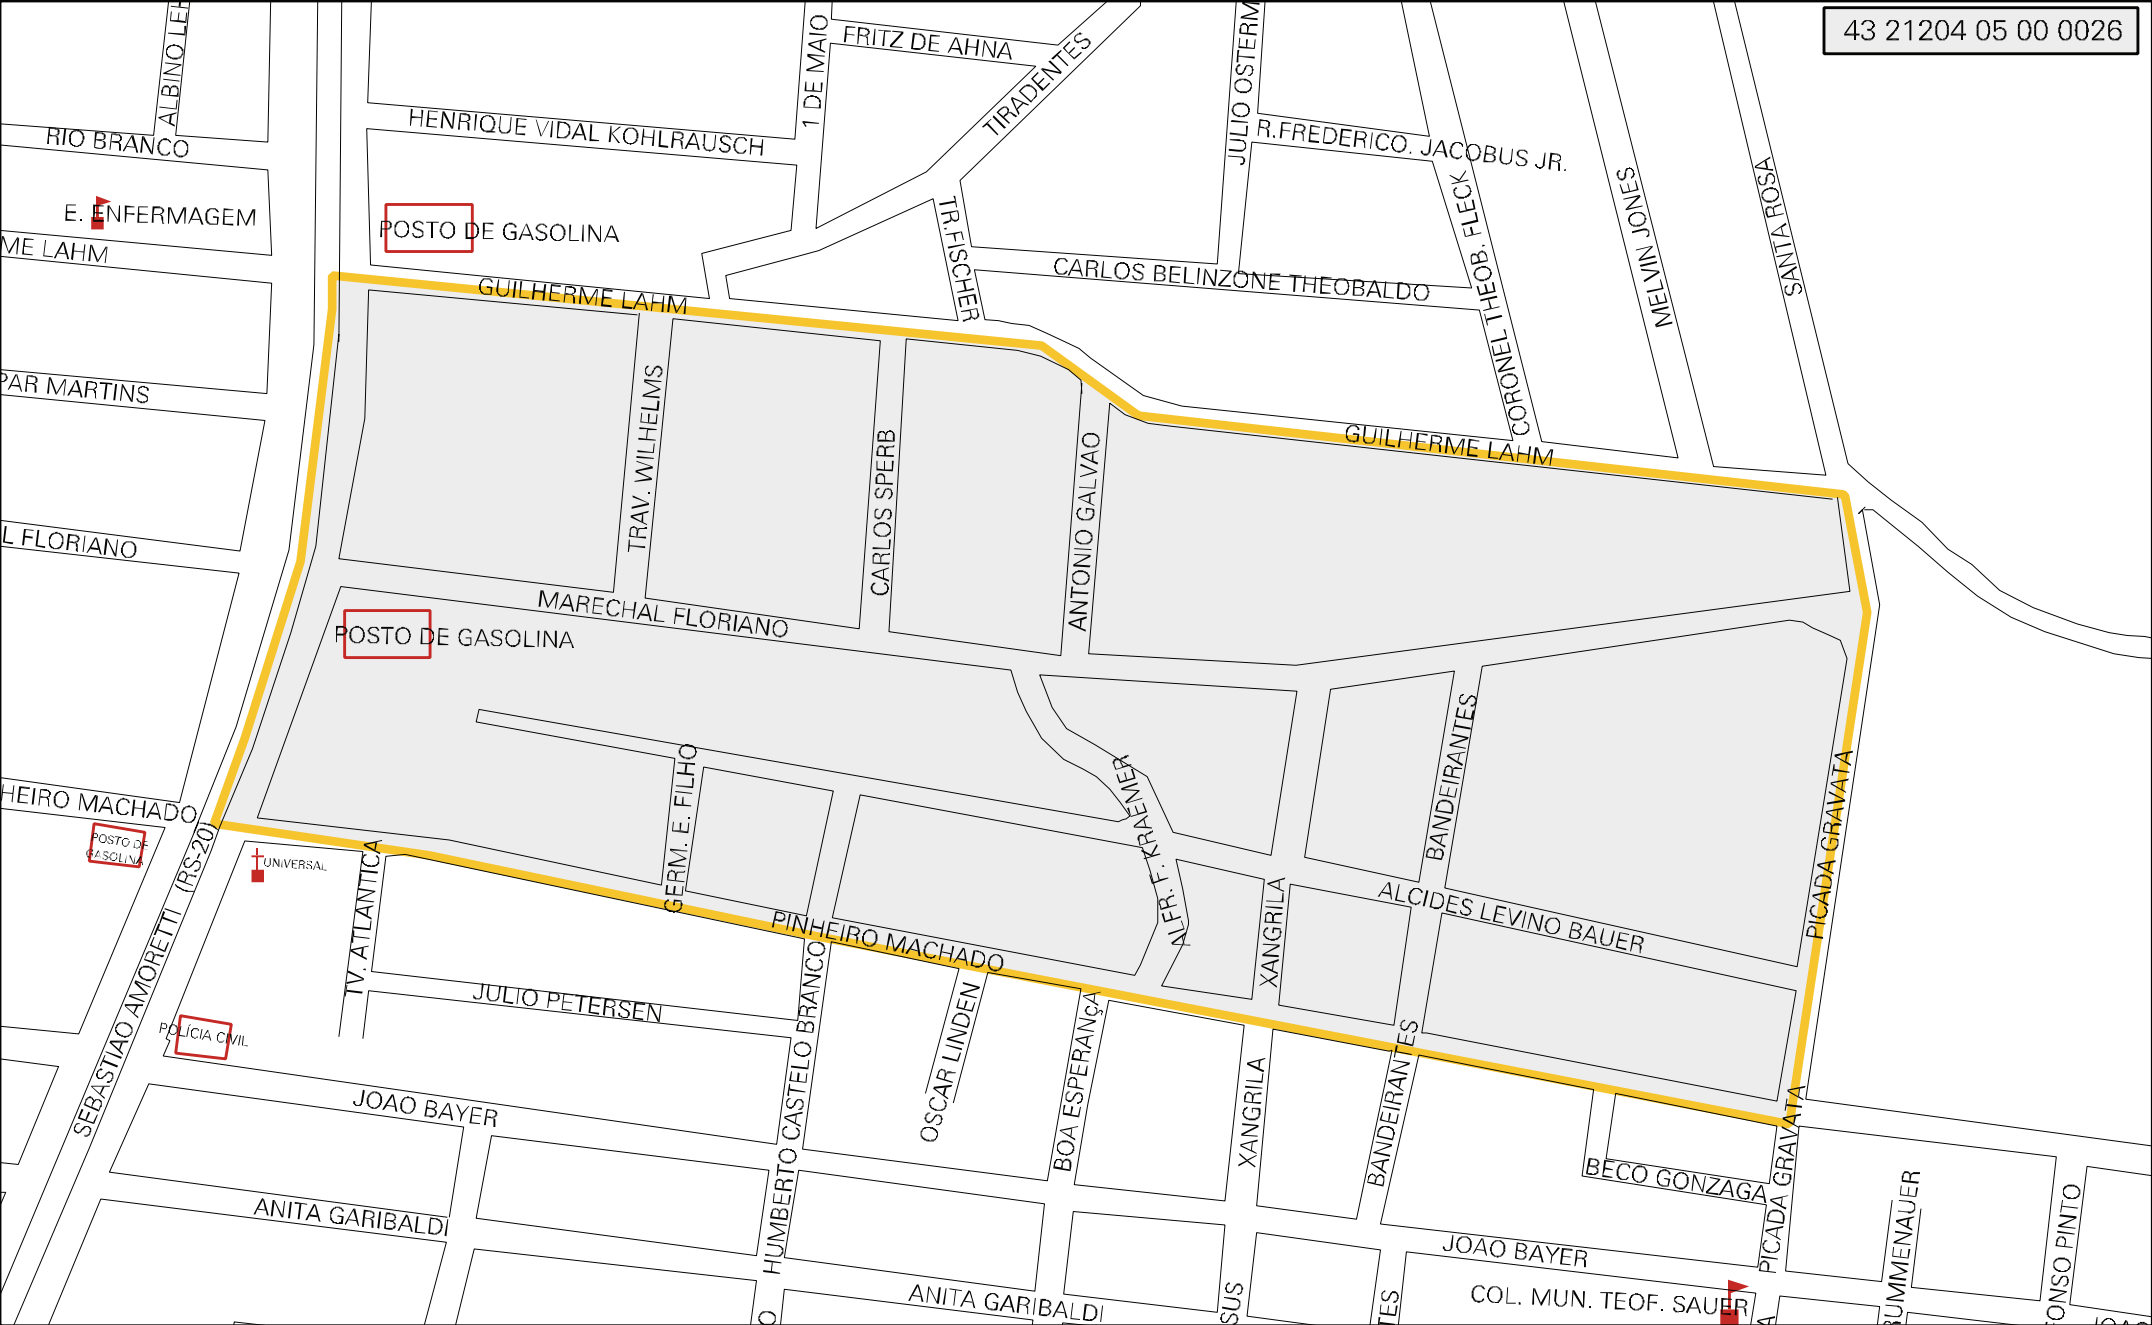 43 21204 05 00 0026
ALBINO LE
1 DE MAIO
FRITZ DE AHNA
TIRADENTES
JULIO OSTERM
HENRIQUE VIDAL KOHLRAUSCH
RIO BRANCO
R.FREDERICO. JACOBUS JR.
E. ENFERMAGEM
POSTO DE GASOLINA
TR.FISCHER
CORONEL THEOB. FLECK
MELVIN JONES
SANTA ROSA
ME LAHM
CARLOS BELINZONE THEOBALDO
GUILHERME LAHM
PAR MARTINS
TRAV. WILHELMS
CARLOS SPERB
ANTONIO GALVAO
GUILHERME LAHM
L FLORIANO
MARECHAL FLORIANO
POSTO DE GASOLINA
BANDEIRANTES
GERM. E. FILHO
ALFR. F. KRAEMER
PICADA GRAVATA
HEIRO MACHADO
POSTO DE
GASOLINA
UNIVERSAL
TV. ATLANTICA
XANGRILA
ALCIDES LEVINO BAUER
PINHEIRO MACHADO
SEBASTIAO AMORETTI (RS-20)
POLÍCIA CIVIL
JULIO PETERSEN
HUMBERTO CASTELO BRANCO
OSCAR LINDEN
BOA ESPERANÇA
XANGRILA
BANDEIRANTES
JOAO BAYER
BECO GONZAGA
PICADA GRAVATA
ANITA GARIBALDI
JOAO BAYER
UMMENAUER
ONSO PINTO
ANITA GARIBALDI
SUS
TES
COL. MUN. TEOF. SAUER
O
A